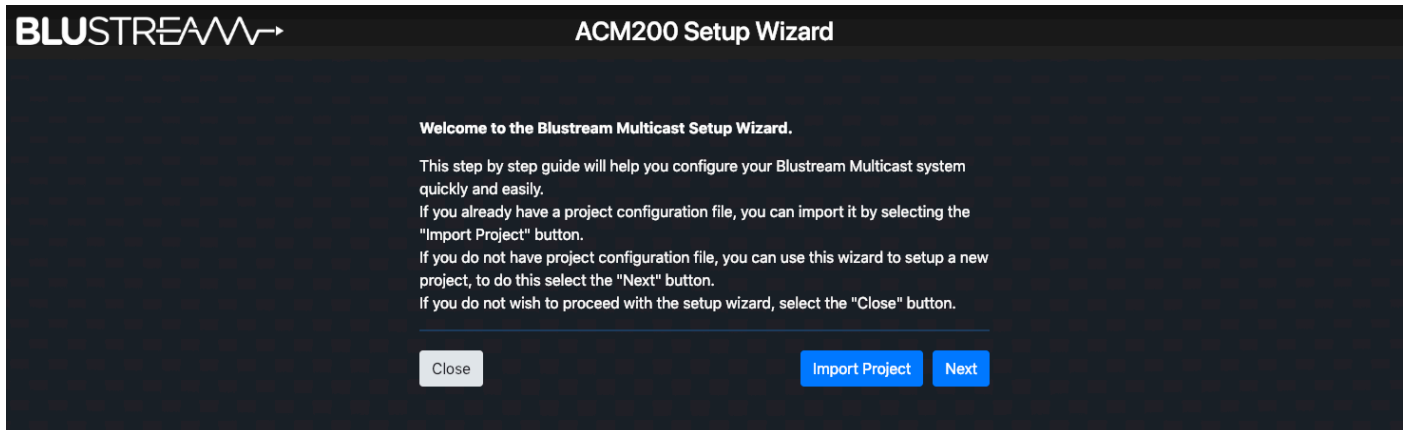 BLUSTREAM
ACM200 Setup Wizard
Welcome to the Blustream Multicast Setup Wizard.
This step by step guide will help you configure your Blustream Multicast system
quickly and easily.
If you already have a project configuration file, you can import it by selecting the
"Import Project" button.
If you do not have project configuration file, you can use this wizard to setup a new
project, to do this select the "Next" button.
If you do not wish to proceed with the setup wizard, select the "Close" button.
Close
Import Project
Next